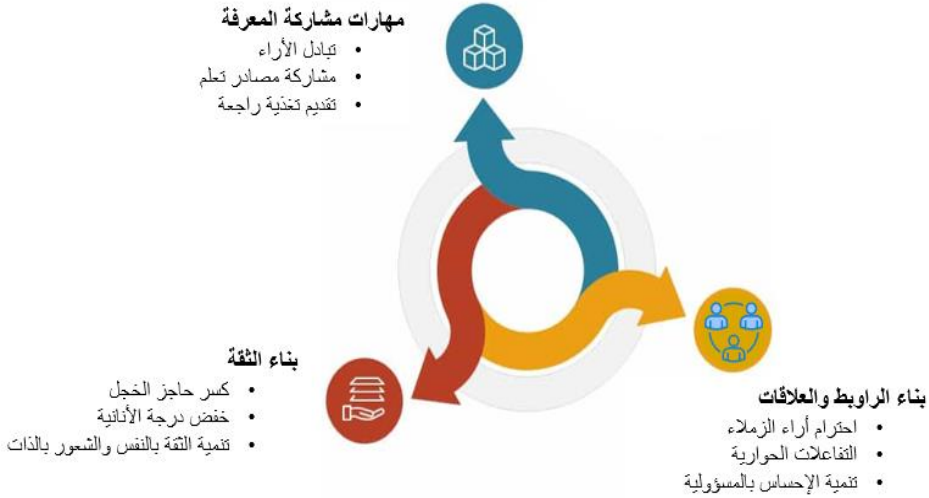 مهارات مشاركة المعرفة
• تبادل الأراء
• مشاركة مصادر تعلم
• تقديم تغذية راجعة
بناء الثقة
• كسر حاجز الخجل
• خفض درجة الأنانية
• تنمية الثقة بالنفس والشعور بالذات
بناء الراوبط والعلاقات
• احترام أراء الزملاء
• التفاعلات الحوارية
• تنمية الإحساس بالمسؤولية